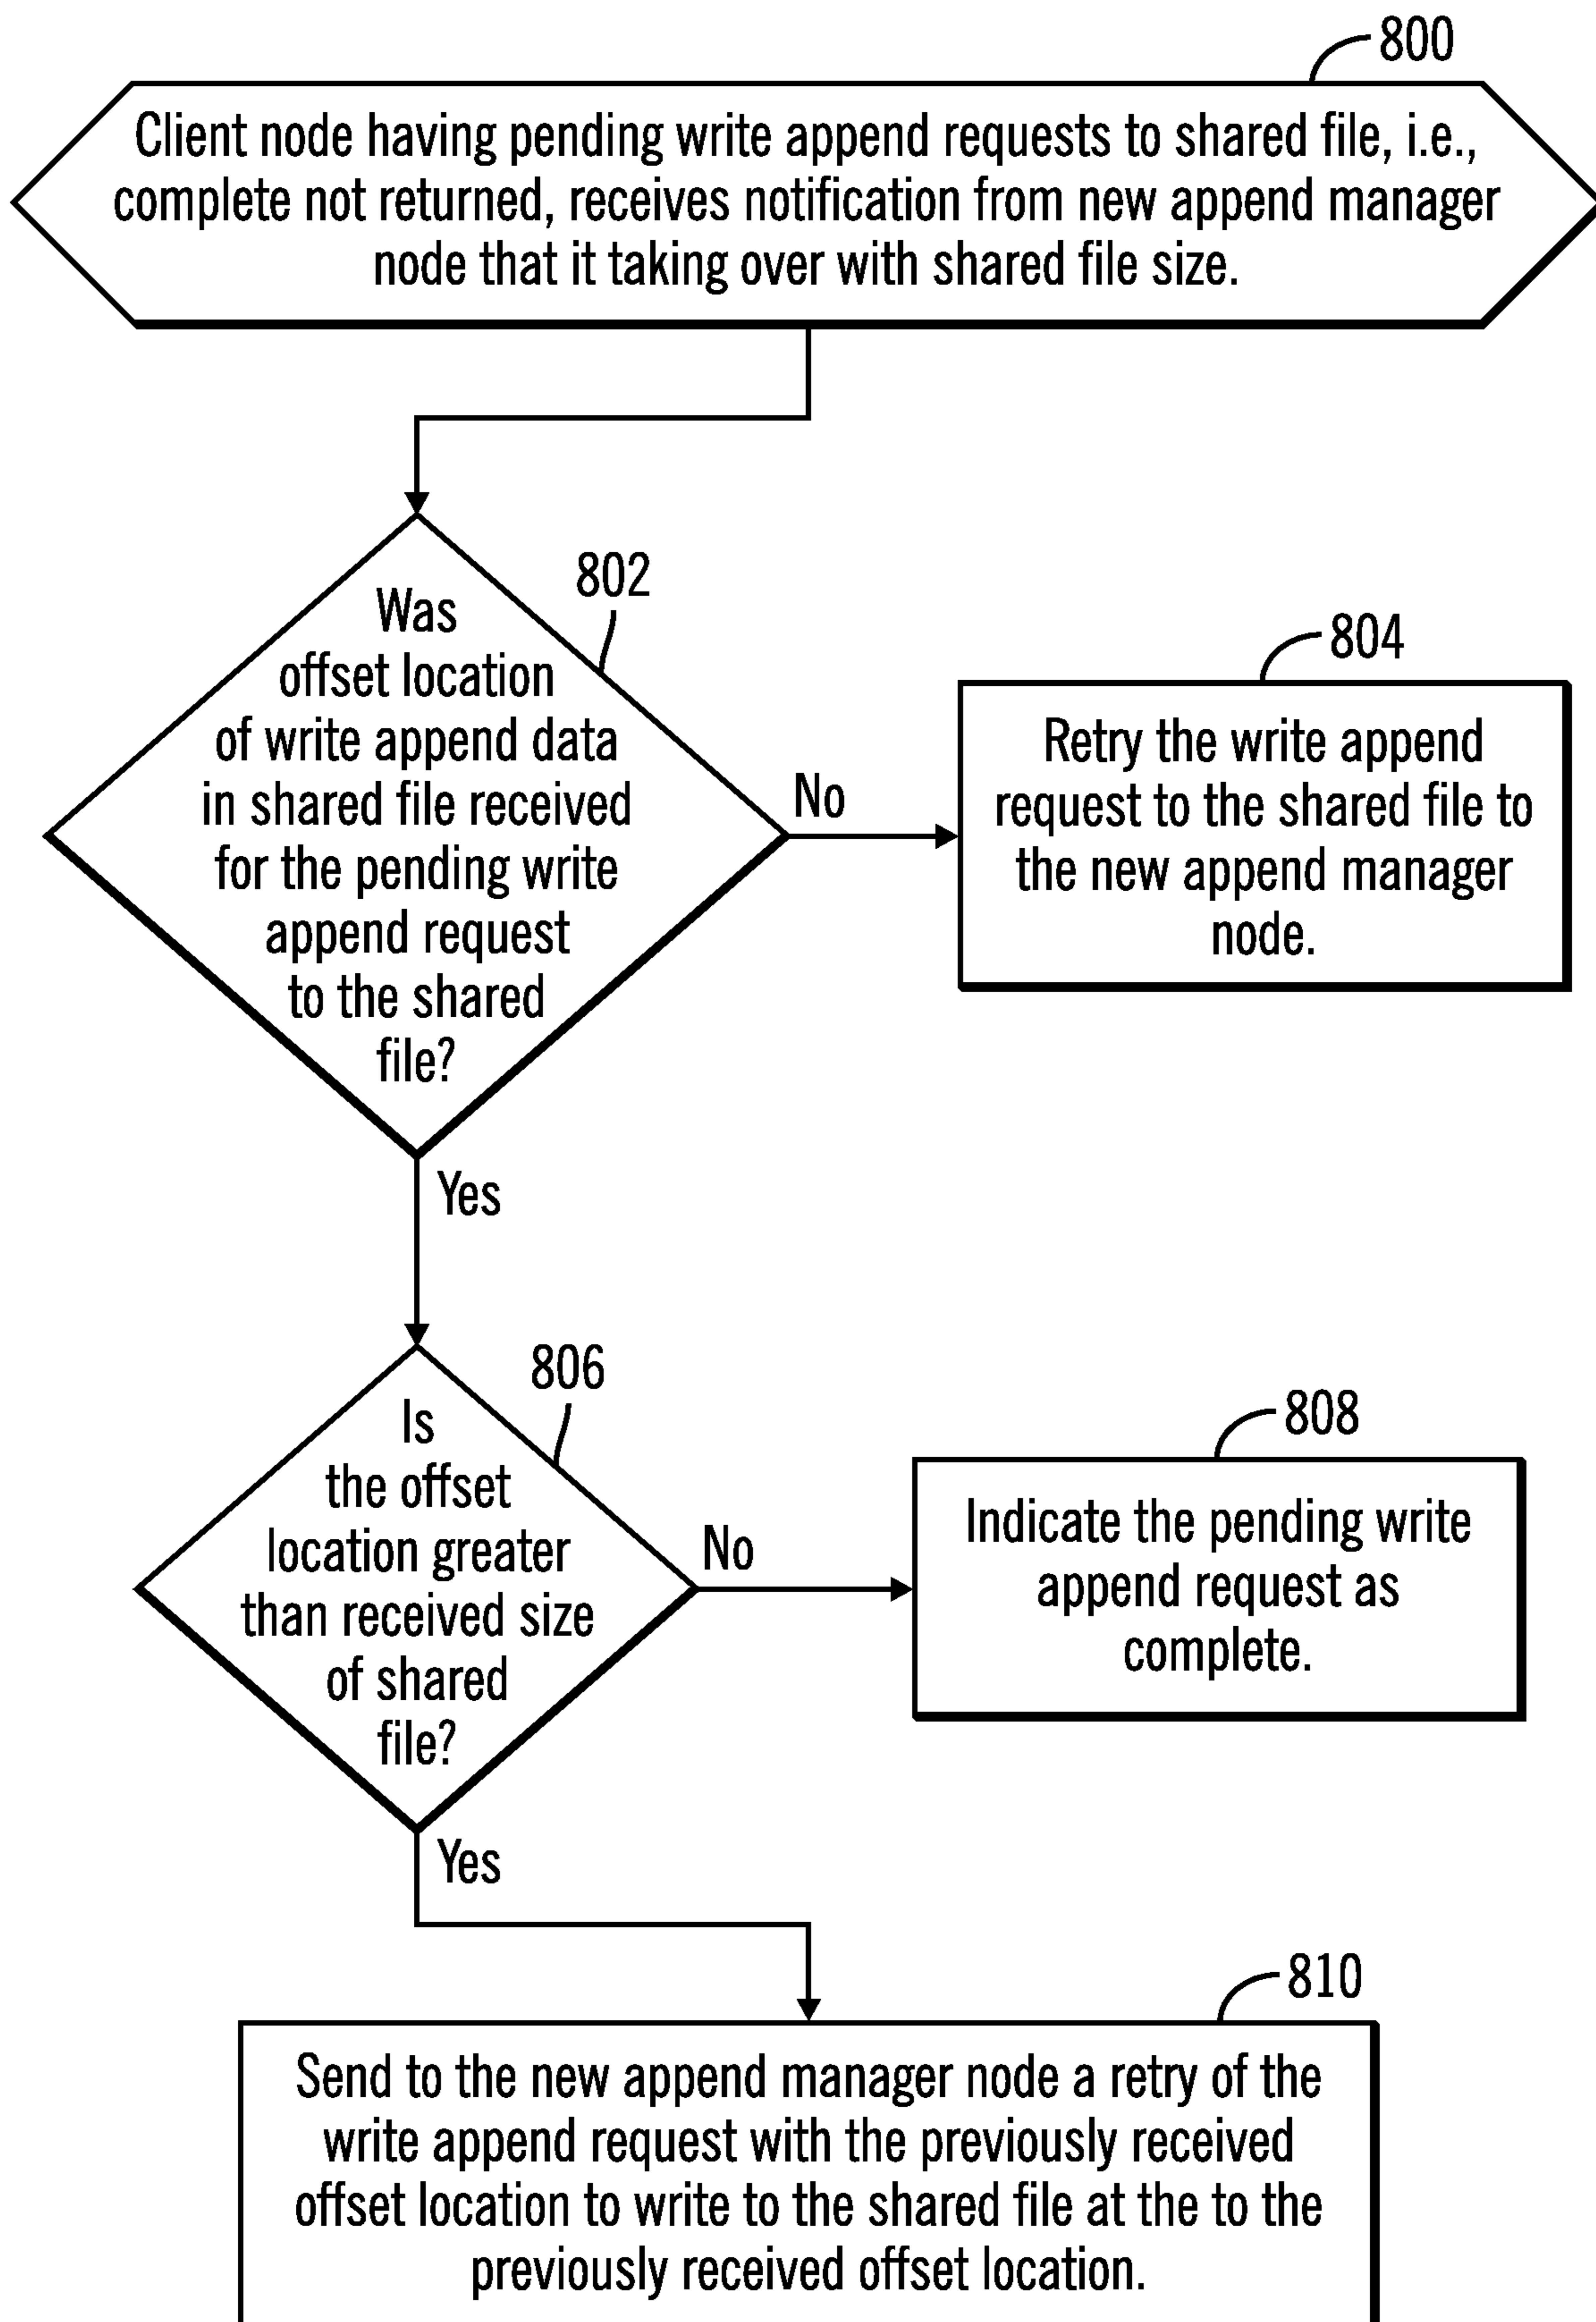 800
Client node having pending write append requests to shared file, i.e.,
complete not returned, receives notification from new append manager
node that it taking over with shared file size.
802
Was
offset location
of write append data
in shared file received
for the pending write
append request
to the shared
file?
No
804
Retry the write append
request to the shared file to
the new append manager
node.
Yes
806
Is
the offset
location greater
than received size
of shared
file?
No
808
Indicate the pending write
append request as
complete.
Yes
810
Send to the new append manager node a retry of the
write append request with the previously received
offset location to write to the shared file at the to the
previously received offset location.